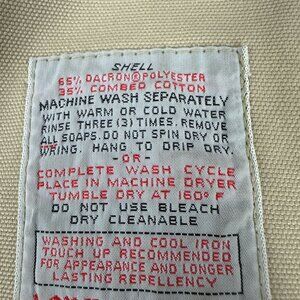 SHELL
65% DACRON® POLYESTER
35% COMBED COTTON
MACHINE WASH SEPARATELY
WITH WARM OR COLD WATER
RINSE THREE (3) TIMES. REMOVE
ALL SOAPS. DO NOT SPIN DRY OR
WRING. HANG TO DRIP DRY.
-OR-
COMPLETE WASH CYCLE
PLACE IN MACHINE DRYER
TUMBLE DRY AT 160° F
DO NOT USE BLEACH
DRY CLEANABLE
WASHING AND COOL IRON
TOUCH UP RECOMMENDED
FOR APPEARANCE AND LONGER
LASTING REPELLENCY